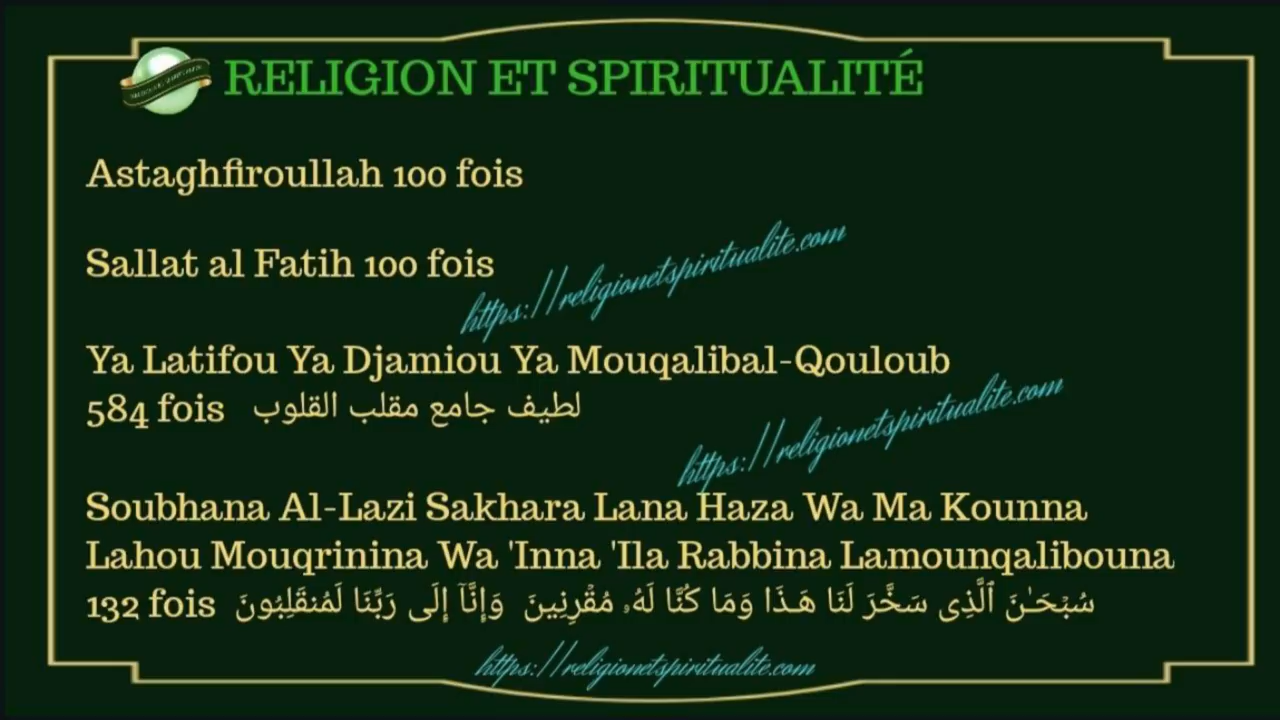 RELIGION ET SPIRITUALITÉ
Astaghfiroullah 100 fois
Sallat al Fatih 100 fois
https://religionetspiritualite.com
Ya Latifou Ya Djamiou Ya Mouqalibal-Qouloub
584 fois لطيف جامع مقلب القلوب
https://religionetspiritualite.com
Soubhana Al-Lazi Sakhara Lana Haza Wa Ma Kounna
Lahou Mouqrinina Wa 'Inna 'Ila Rabbina Lamounqalibouna
132 fois سُبْحَـٰنَ ٱلَّذِى سَخَّرَ لَنَا هَـذَا وَمَا كُنَّا لَهُۥ مُقْرِنِينَ وَإِنَّآ إِلَى رَبِّنَا لَمُنقَلِبُونَ
https://religionetspiritualite.com